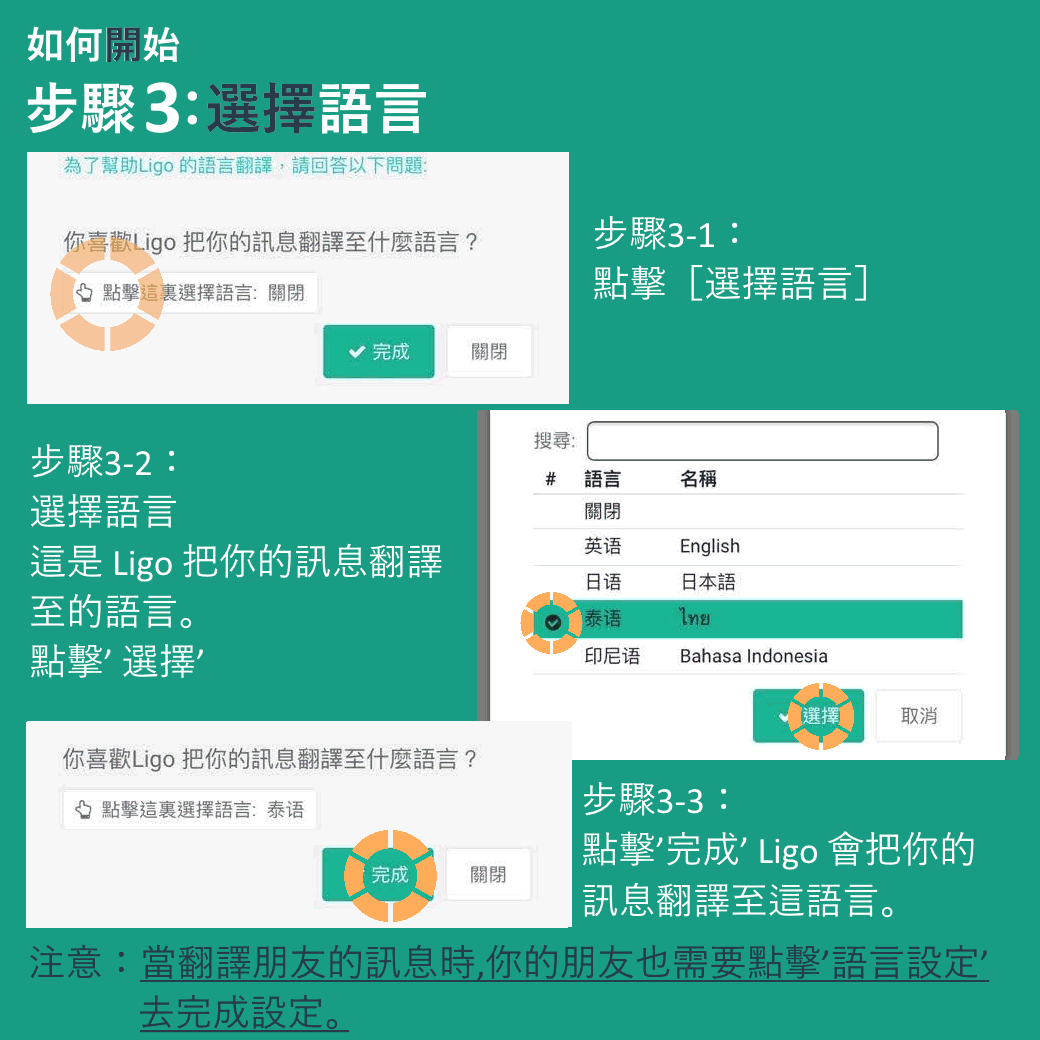 如何開始
步驟3:選擇語言
為了幫助Ligo 的語言翻譯，請回答以下問題:
你喜歡Ligo 把你的訊息翻譯至什麼語言？
點擊這裏選擇語言: 關閉
完成 關閉
步驟3-1：
點擊［選擇語言］
步驟3-2：
選擇語言
這是 Ligo 把你的訊息翻譯
至的語言。
點擊’ 選擇’
搜尋:
# 語言 名稱
關閉
英语 English
日语 日本語
泰语 ไทย
印尼语 Bahasa Indonesia
選擇 取消
你喜歡Ligo 把你的訊息翻譯至什麼語言？
點擊這裏選擇語言: 泰语
完成 關閉
步驟3-3：
點擊’完成’ Ligo 會把你的
訊息翻譯至這語言。
注意：當翻譯朋友的訊息時,你的朋友也需要點擊’語言設定’
去完成設定。